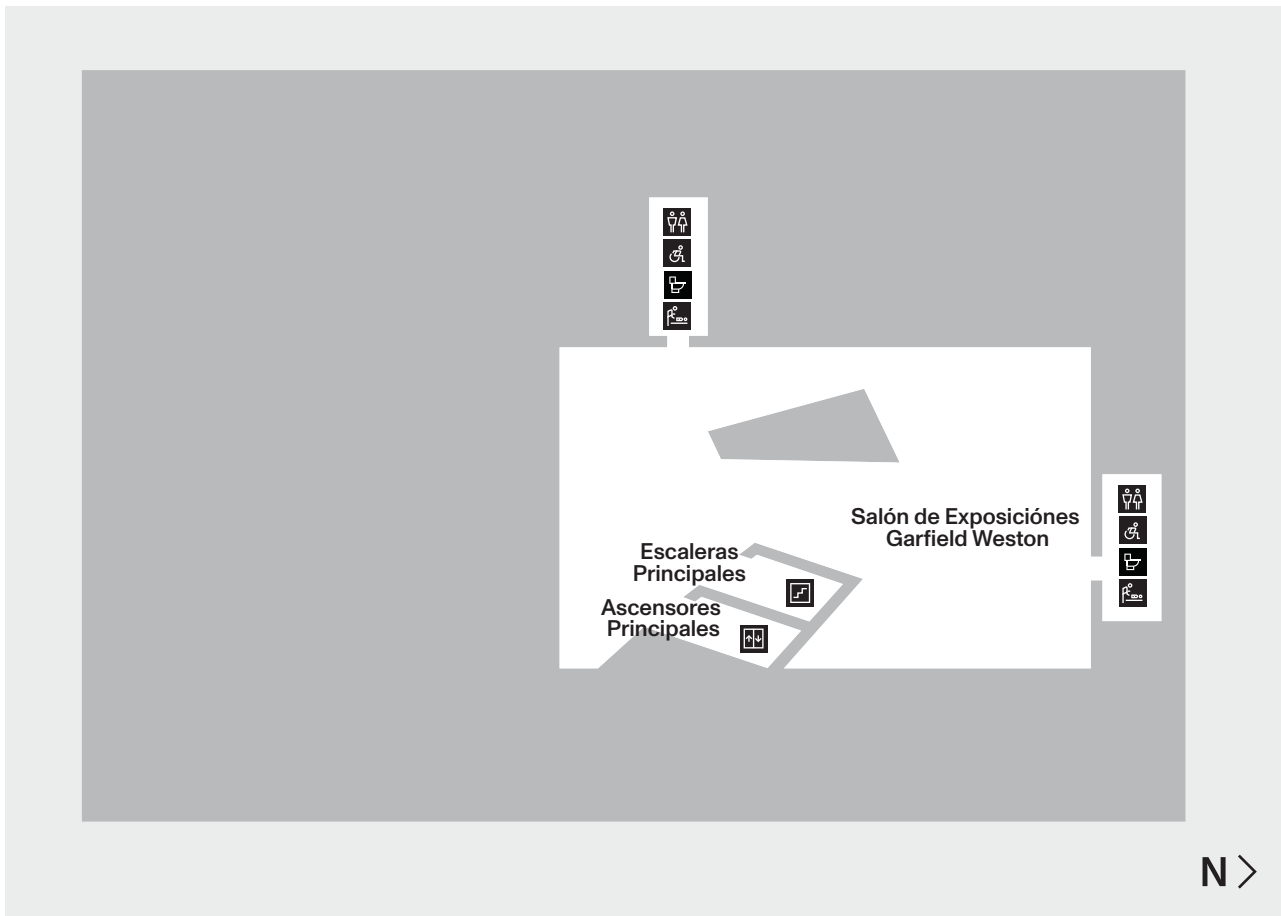 Salón de Exposiciónes
Garfield Weston
Escaleras
Principales
Ascensores
Principales
N